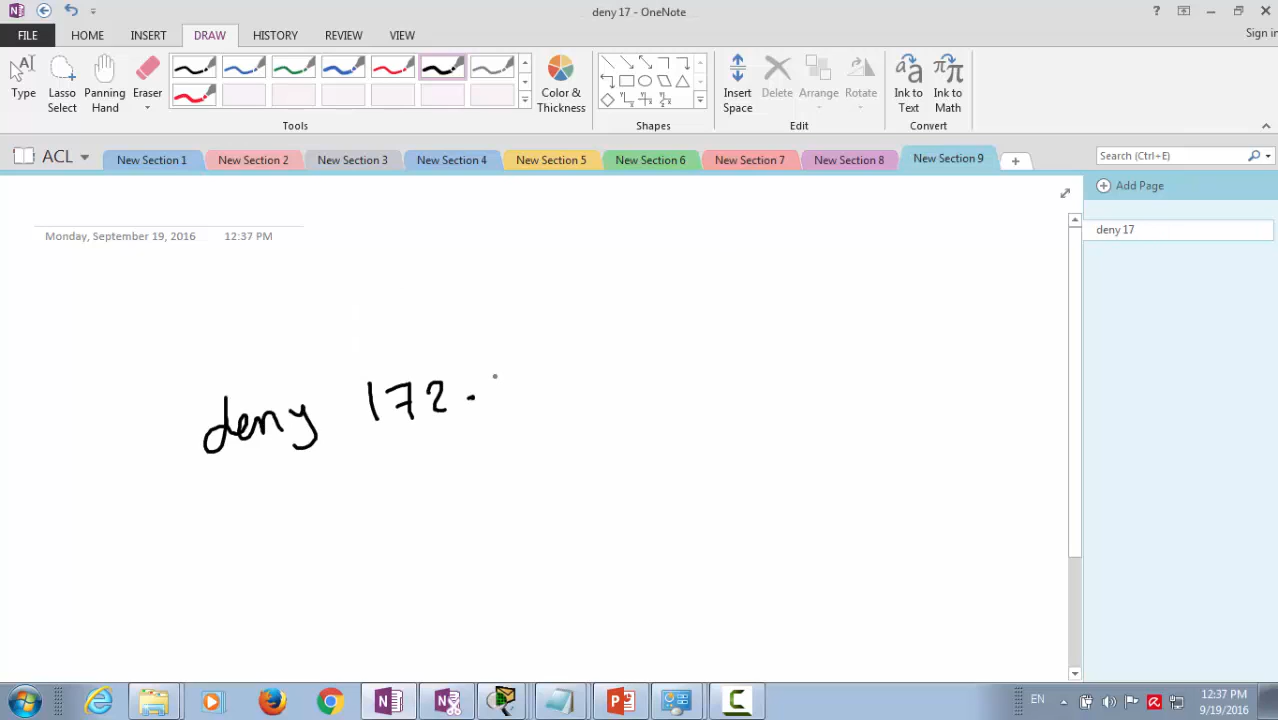 deny 17 - OneNote
?
FILE HOME INSERT DRAW HISTORY REVIEW VIEW
Sign in
Type
Lasso Select
Panning Hand
Eraser
Color & Thickness
Insert Space
Delete
Arrange
Rotate
Ink to Text
Ink to Math
Tools
Shapes
Edit
Convert
ACL
New Section 1
New Section 2
New Section 3
New Section 4
New Section 5
New Section 6
New Section 7
New Section 8
New Section 9
Search (Ctrl+E)
Add Page
deny 17
Monday, September 19, 2016 12:37 PM
deny 172.
EN
12:37 PM
9/19/2016